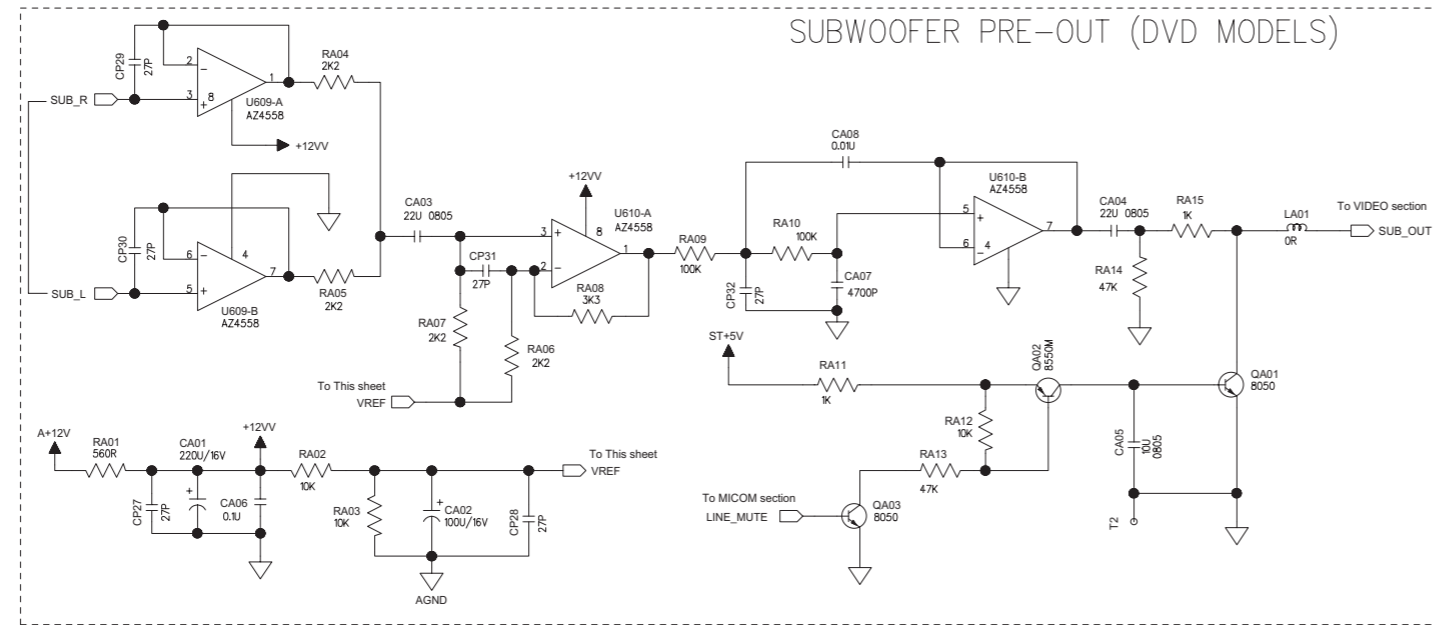 SUBWOOFER PRE-OUT (DVD MODELS)
CP29
27P
2
3
8
1
U609-A
AZ4558
RA04
2K2
SUB_R
+12VV
CP30
27P
6
5
4
7
U609-B
AZ4558
RA05
2K2
SUB_L
CA03
22U 0805
+12VV
U610-A
AZ4558
3
2
8
1
CP31
27P
RA08
3K3
RA07
2K2
RA06
2K2
To This sheet
VREF
RA09
100K
CA08
0.01U
RA10
100K
CP32
27P
CA07
4700P
U610-B
AZ4558
5
6
4
7
CA04
22U 0805
RA15
1K
RA14
47K
LA01
0R
To VIDEO section
SUB_OUT
ST+5V
RA11
1K
QA02
8550M
RA12
10K
RA13
47K
QA01
8050
CA05
10U
0805
T2
To MICOM section
LINE_MUTE
QA03
8050
A+12V
RA01
560R
CA01
220U/16V
+
+12VV
CP27
27P
CA06
0.1U
RA02
10K
RA03
10K
+
CA02
100U/16V
CP28
27P
To This sheet
VREF
AGND